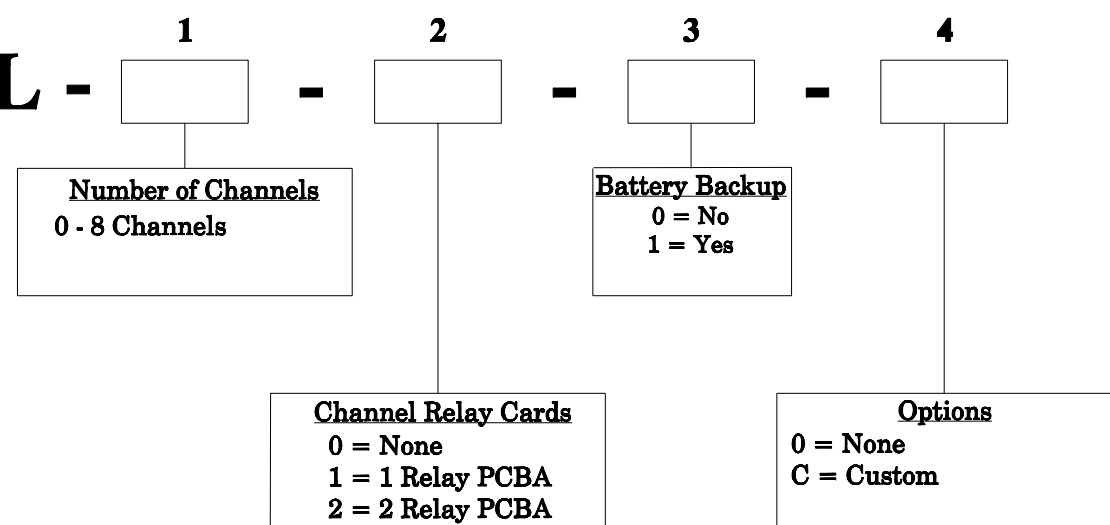 1 2 3 4
L - - - -
Number of Channels
0 - 8 Channels
Battery Backup
0 = No
1 = Yes
Channel Relay Cards
0 = None
1 = 1 Relay PCBA
2 = 2 Relay PCBA
Options
0 = None
C = Custom